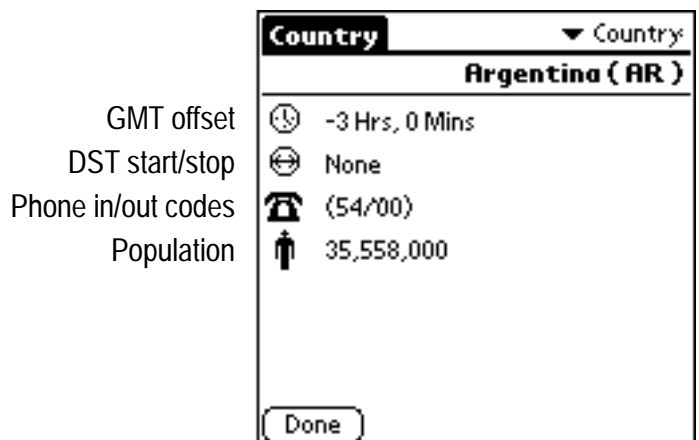 Country ▼ Country
Argentina ( AR )
GMT offset -3 Hrs, 0 Mins
DST start/stop None
Phone in/out codes (54/00)
Population 35,558,000
Done